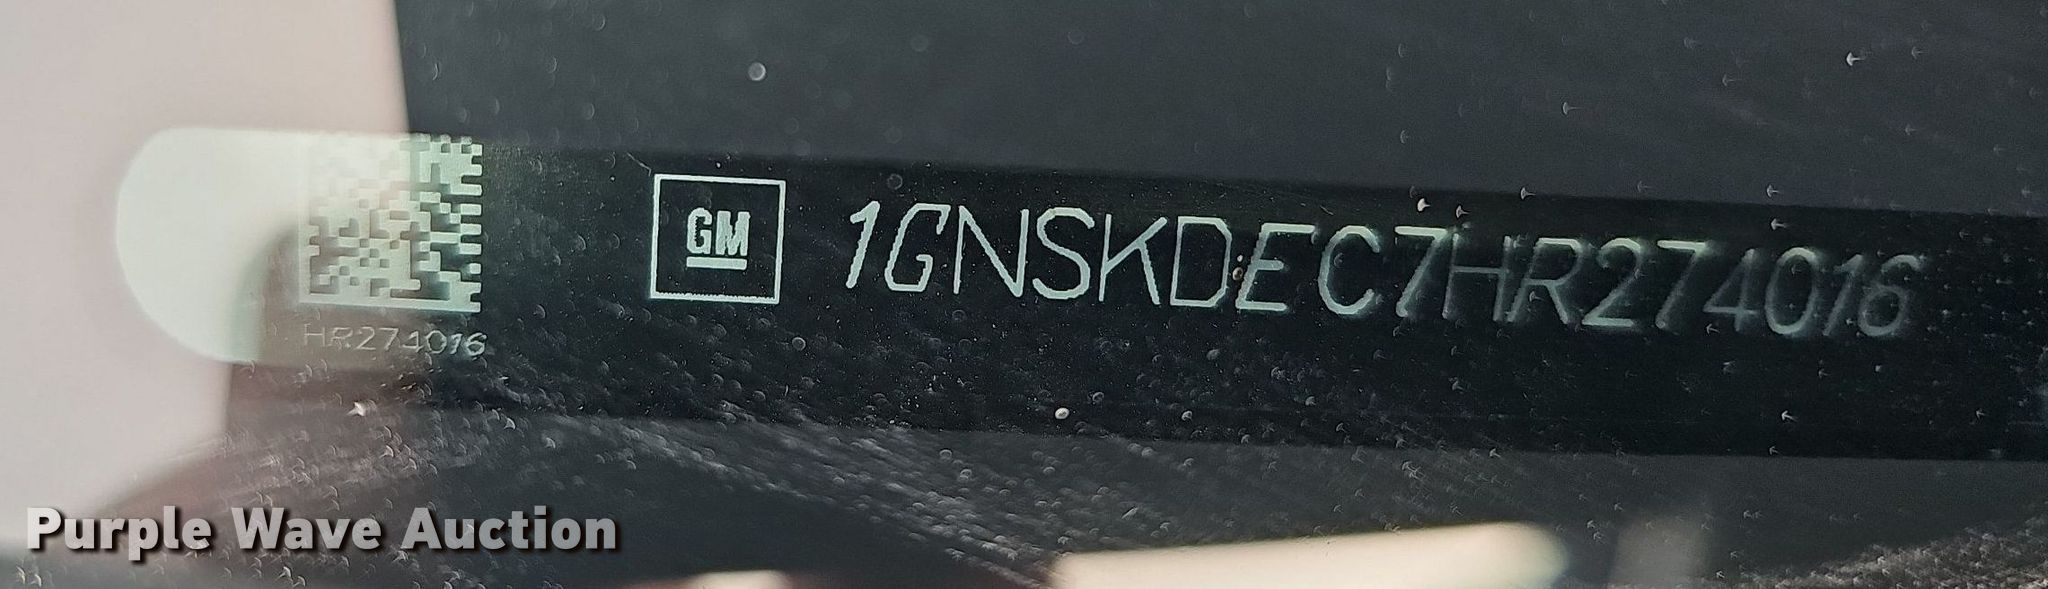 GM 1GNSKDEC7HR274016
HR274016
Purple Wave Auction